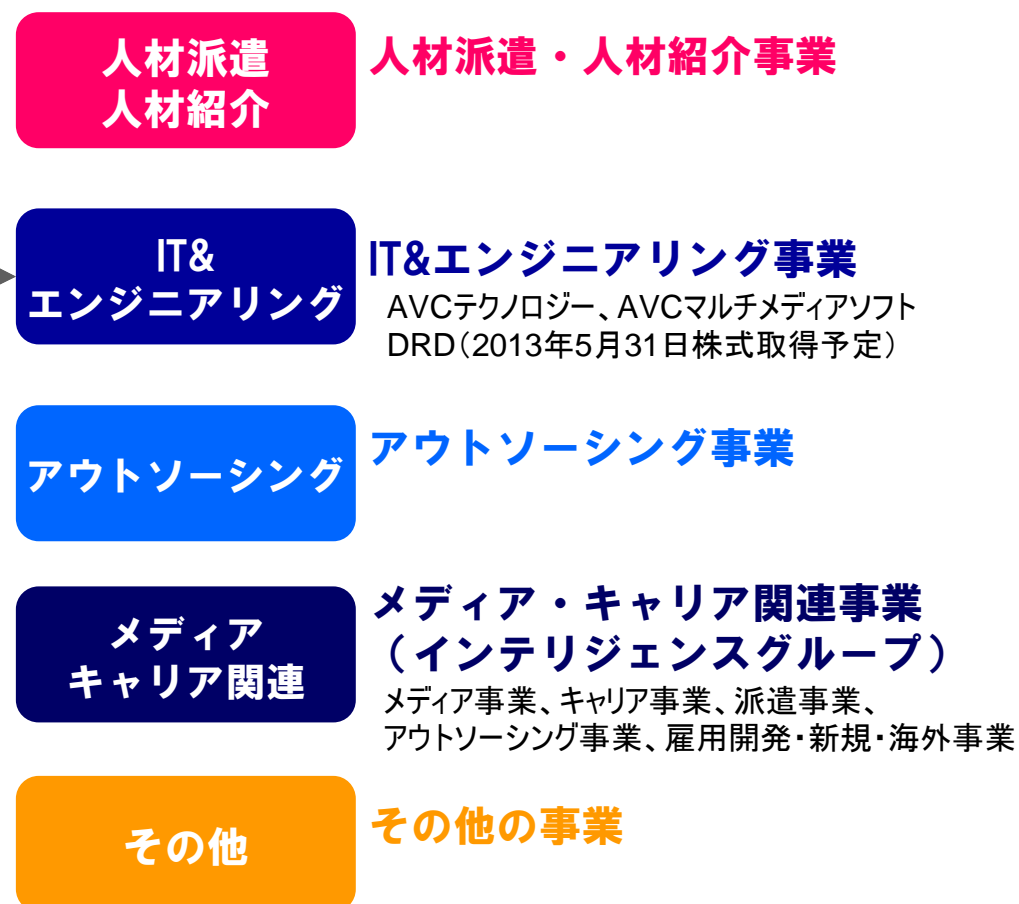 人材派遣
人材紹介
人材派遣・人材紹介事業
IT&
エンジニアリング
IT&エンジニアリング事業
AVCテクノロジー、AVCマルチメディアソフト
DRD(2013年5月31日株式取得予定)
アウトソーシング
アウトソーシング事業
メディア
キャリア関連
メディア・キャリア関連事業
(インテリジェンスグループ)
メディア事業、キャリア事業、派遣事業、
アウトソーシング事業、雇用開発・新規・海外事業
その他
その他の事業